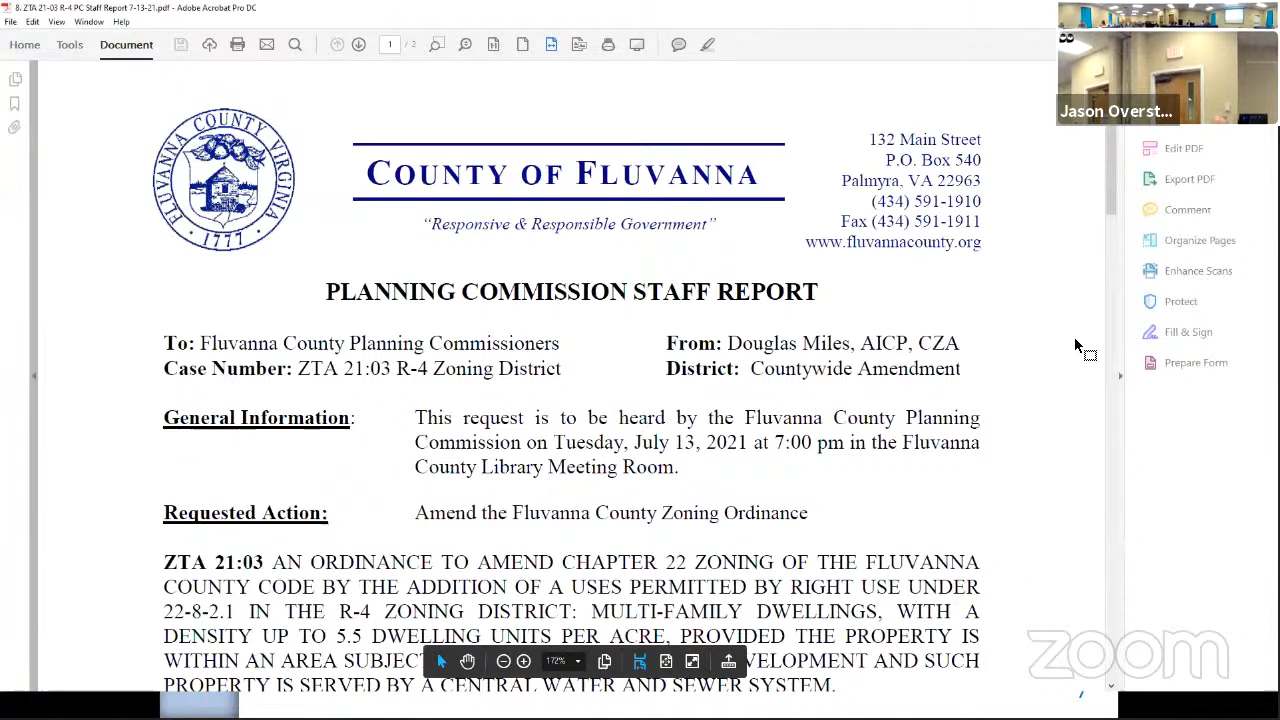 8. ZTA 21-03 R-4 PC Staff Report 7-13-21.pdf - Adobe Acrobat Pro DC
File Edit View Window Help
Home Tools Document
1 / 2
Jason Overst...
Edit PDF
Export PDF
Comment
Organize Pages
Enhance Scans
Protect
Fill & Sign
Prepare Form
FLUVANNA COUNTY VIRGINIA
1777
COUNTY OF FLUVANNA
“Responsive & Responsible Government”
132 Main Street
P.O. Box 540
Palmyra, VA 22963
(434) 591-1910
Fax (434) 591-1911
www.fluvannacounty.org
PLANNING COMMISSION STAFF REPORT
To: Fluvanna County Planning Commissioners From: Douglas Miles, AICP, CZA
Case Number: ZTA 21:03 R-4 Zoning District District: Countywide Amendment
General Information: This request is to be heard by the Fluvanna County Planning
Commission on Tuesday, July 13, 2021 at 7:00 pm in the Fluvanna
County Library Meeting Room.
Requested Action: Amend the Fluvanna County Zoning Ordinance
ZTA 21:03 AN ORDINANCE TO AMEND CHAPTER 22 ZONING OF THE FLUVANNA
COUNTY CODE BY THE ADDITION OF A USES PERMITTED BY RIGHT USE UNDER
22-8-2.1 IN THE R-4 ZONING DISTRICT: MULTI-FAMILY DWELLINGS, WITH A
DENSITY UP TO 5.5 DWELLING UNITS PER ACRE, PROVIDED THE PROPERTY IS
WITHIN AN AREA SUBJECT VELOPMENT AND SUCH
PROPERTY IS SERVED BY A CENTRAL WATER AND SEWER SYSTEM.
172%
zoom